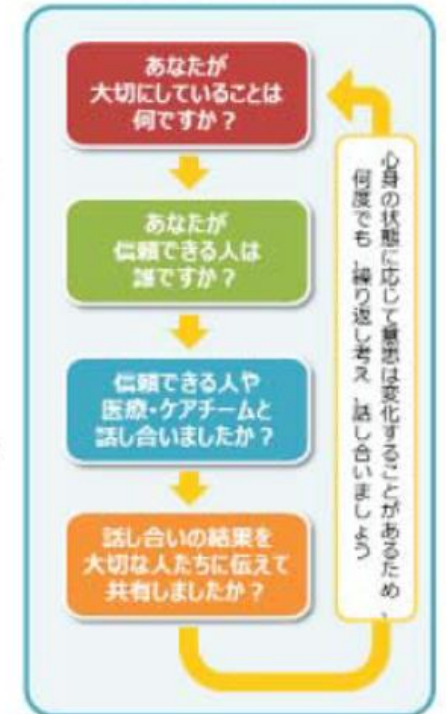 あなたが
大切にしていることは
何ですか？
あなたが
信頼できる人は
誰ですか？
信頼できる人や
医療・ケアチームと
話し合いましたか？
話し合いの結果を
大切な人たちに伝えて
共有しましたか？
心身の状態に応じて意思は変化することがあるため、
何度でも、繰り返し考え、話し合いましょう